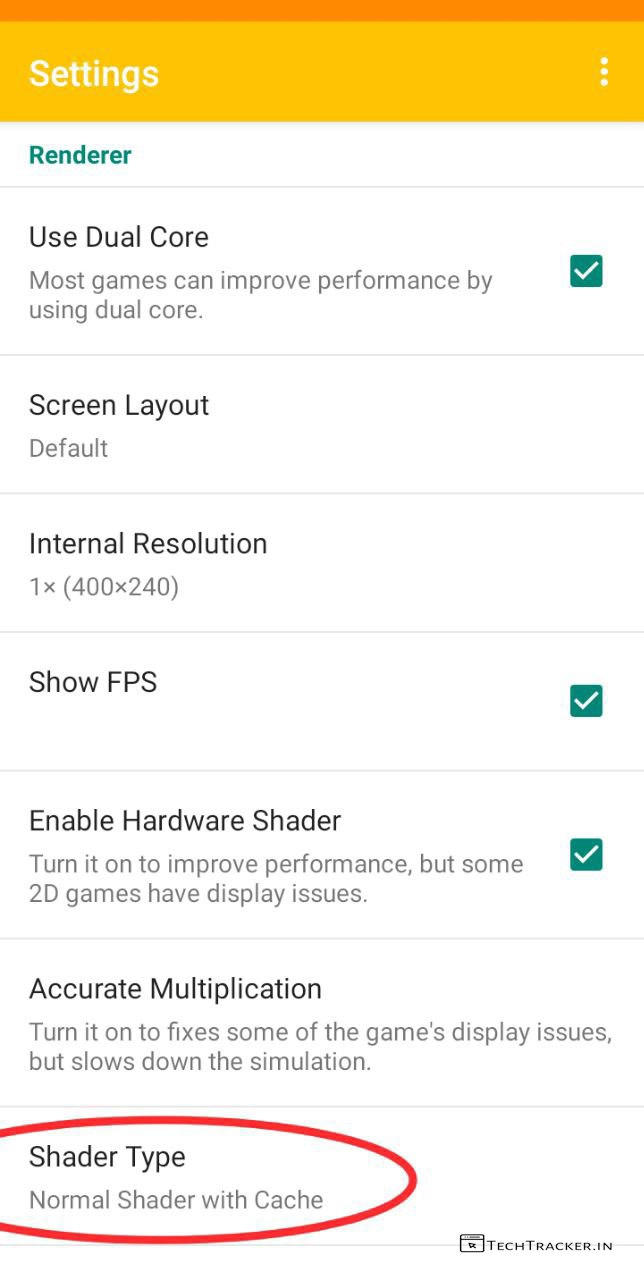 Settings
Renderer
Use Dual Core
Most games can improve performance by
using dual core.
Screen Layout
Default
Internal Resolution
1× (400×240)
Show FPS
Enable Hardware Shader
Turn it on to improve performance, but some
2D games have display issues.
Accurate Multiplication
Turn it on to fixes some of the game's display issues,
but slows down the simulation.
Shader Type
Normal Shader with Cache
TECHTRACKER.IN